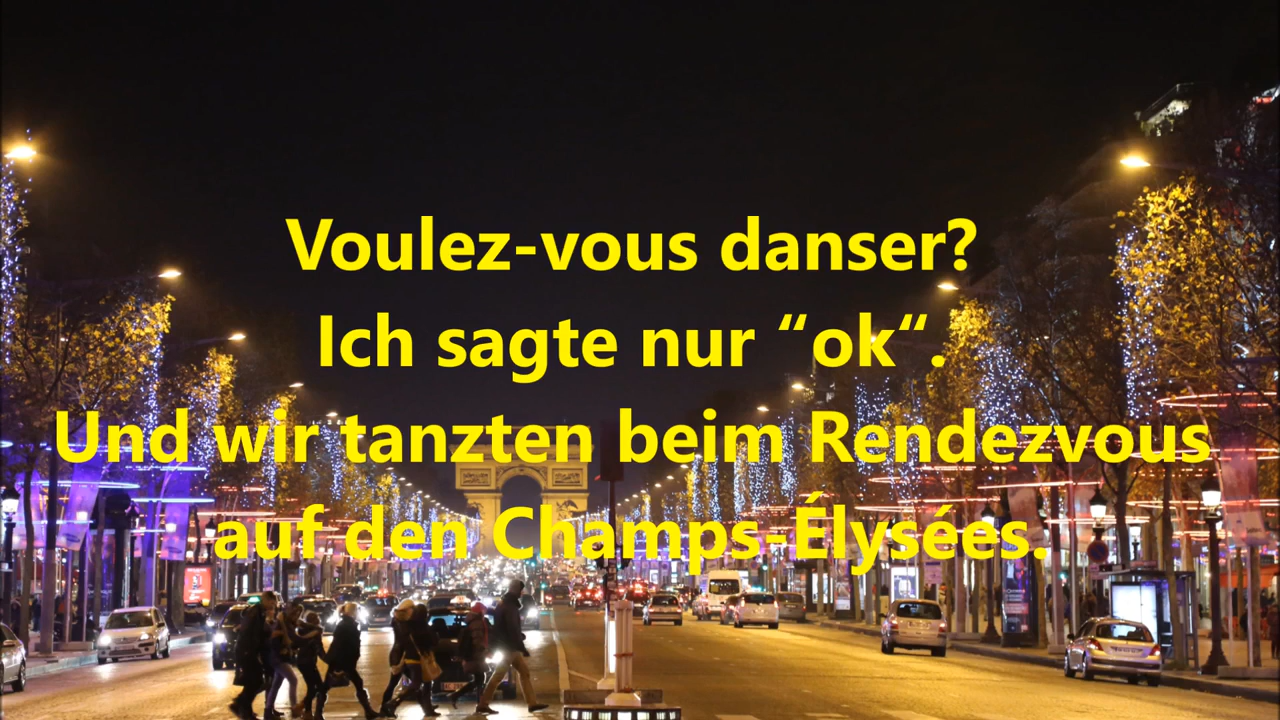 Voulez-vous danser?
Ich sagte nur “ok“.
Und wir tanzten beim Rendezvous
auf den Champs-Élysées.